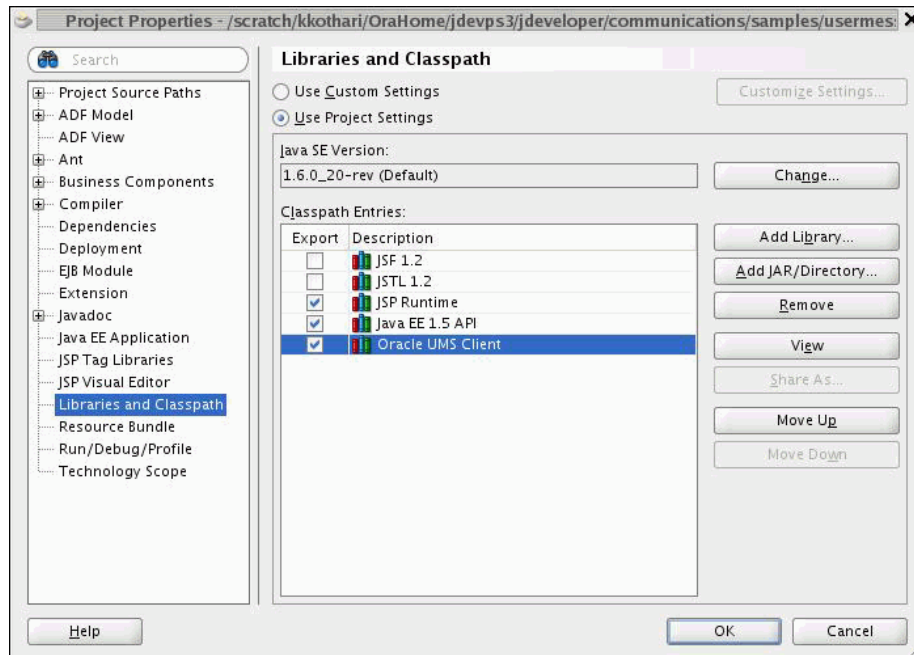 Project Properties - /scratch/kkothari/OraHome/jdevps3/jdeveloper/communications/samples/usermes:
Search
Project Source Paths
ADF Model
ADF View
Ant
Business Components
Compiler
Dependencies
Deployment
EJB Module
Extension
Javadoc
Java EE Application
JSP Tag Libraries
JSP Visual Editor
Libraries and Classpath
Resource Bundle
Run/Debug/Profile
Technology Scope
Libraries and Classpath
Use Custom Settings
Customize Settings...
Use Project Settings
Java SE Version:
1.6.0_20-rev (Default)
Change...
Classpath Entries:
Export Description
JSF 1.2
JSTL 1.2
JSP Runtime
Java EE 1.5 API
Oracle UMS Client
Add Library...
Add JAR/Directory...
Remove
View
Share As...
Move Up
Move Down
Help
OK
Cancel